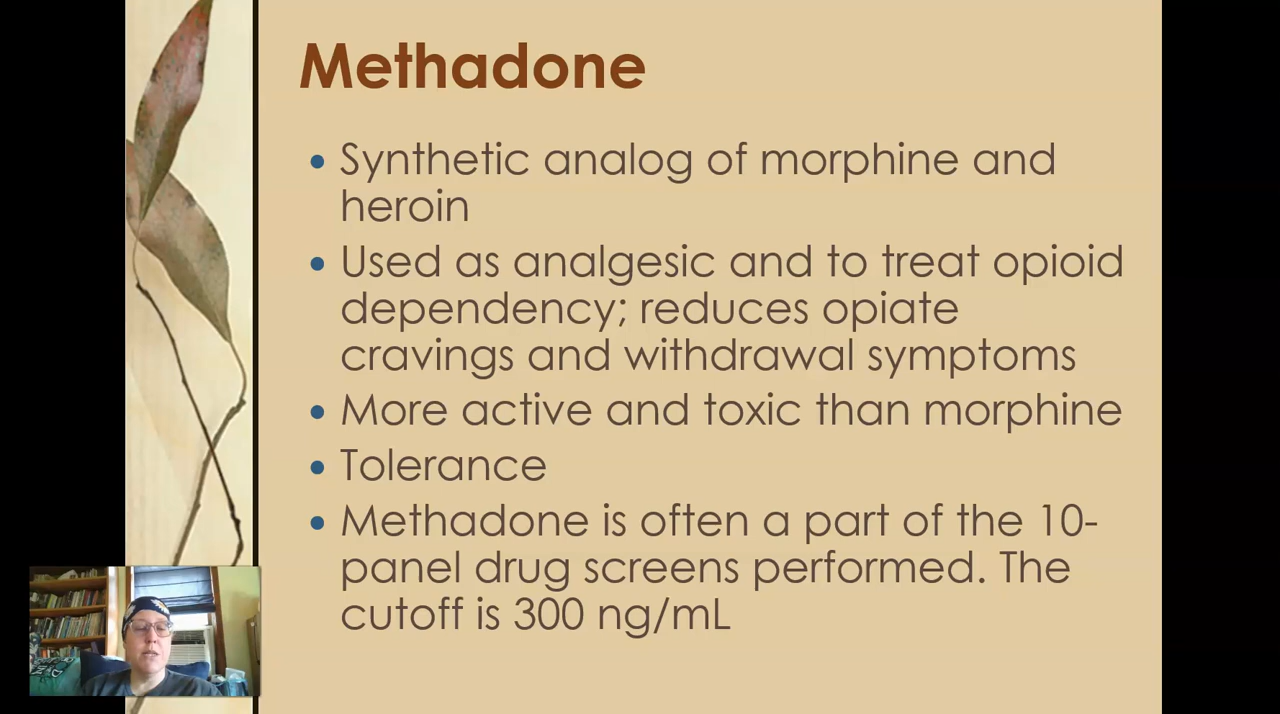 Methadone
• Synthetic analog of morphine and
heroin
• Used as analgesic and to treat opioid
dependency; reduces opiate
cravings and withdrawal symptoms
• More active and toxic than morphine
• Tolerance
• Methadone is often a part of the 10-
panel drug screens performed. The
cutoff is 300 ng/mL